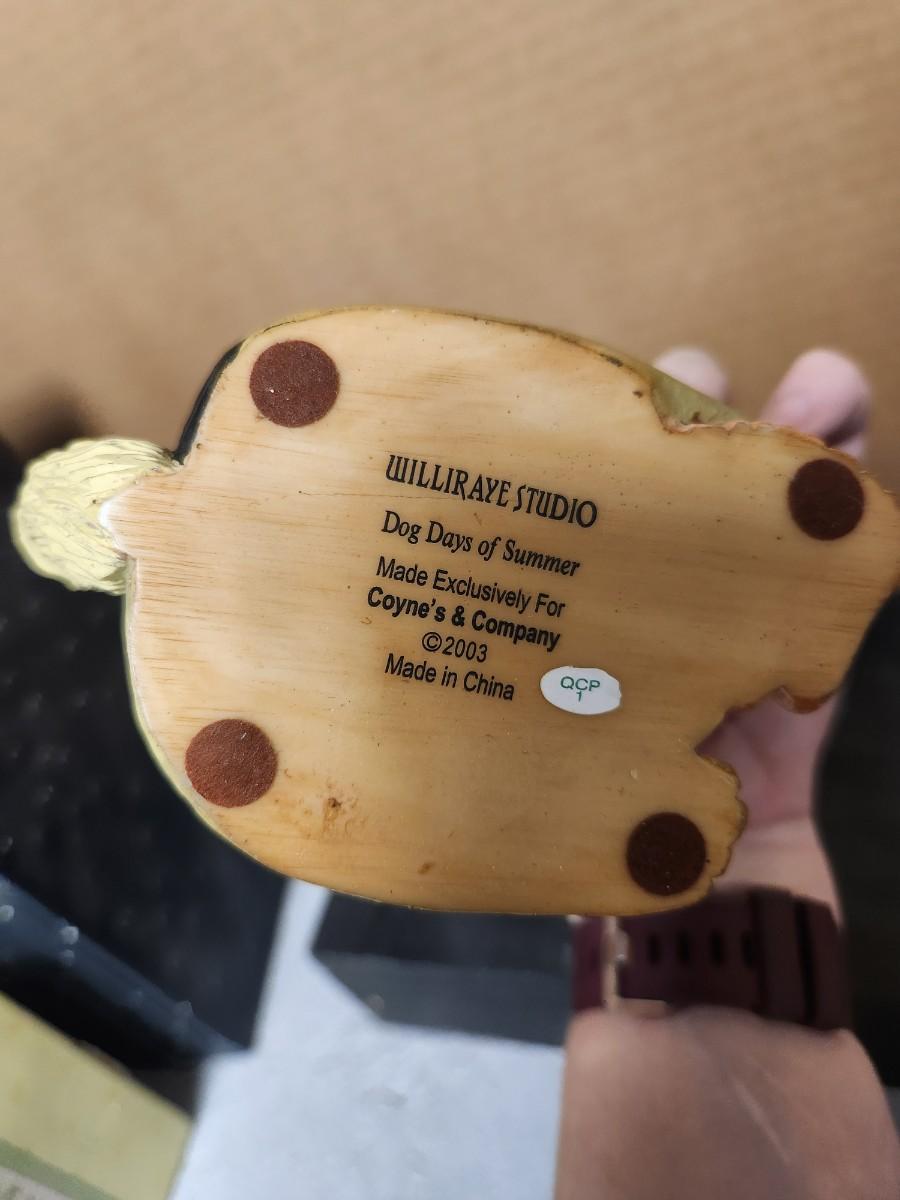 WILLIRAYE STUDIO
Dog Days of Summer
Made Exclusively For
Coyne's & Company
©2003
Made in China
QCP
1